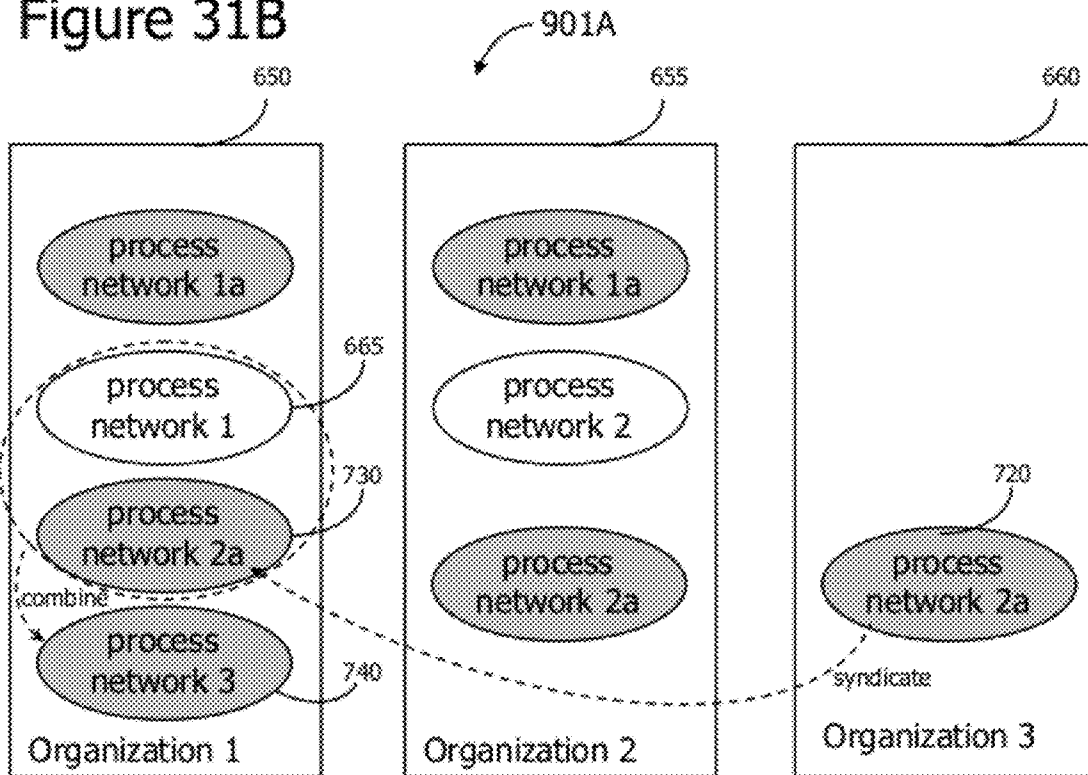 Figure 31B
901A
650
655
660
process
network 1a
process
network 1
665
process
network 2a
730
combine
process
network 3
740
Organization 1
process
network 1a
process
network 2
process
network 2a
Organization 2
720
process
network 2a
syndicate
Organization 3